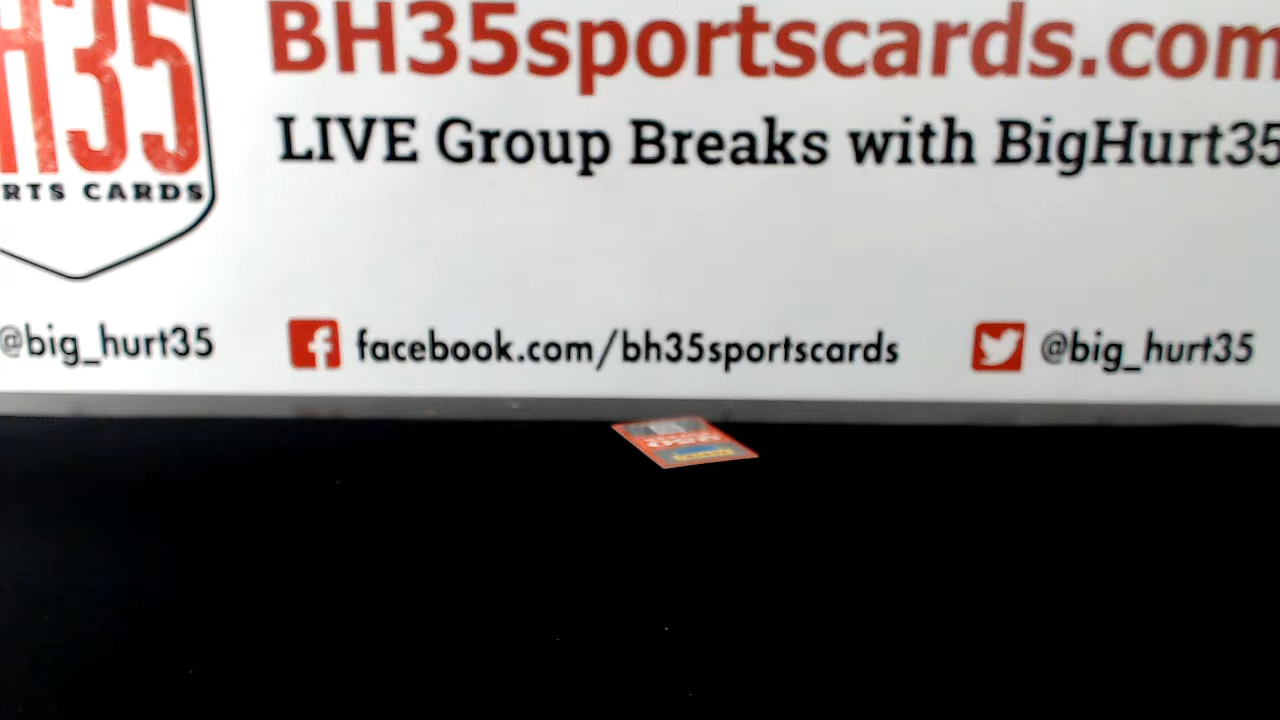 H35
RTS CARDS
BH35sportscards.com
LIVE Group Breaks with BigHurt35
@big_hurt35
facebook.com/bh35sportscards
@big_hurt35